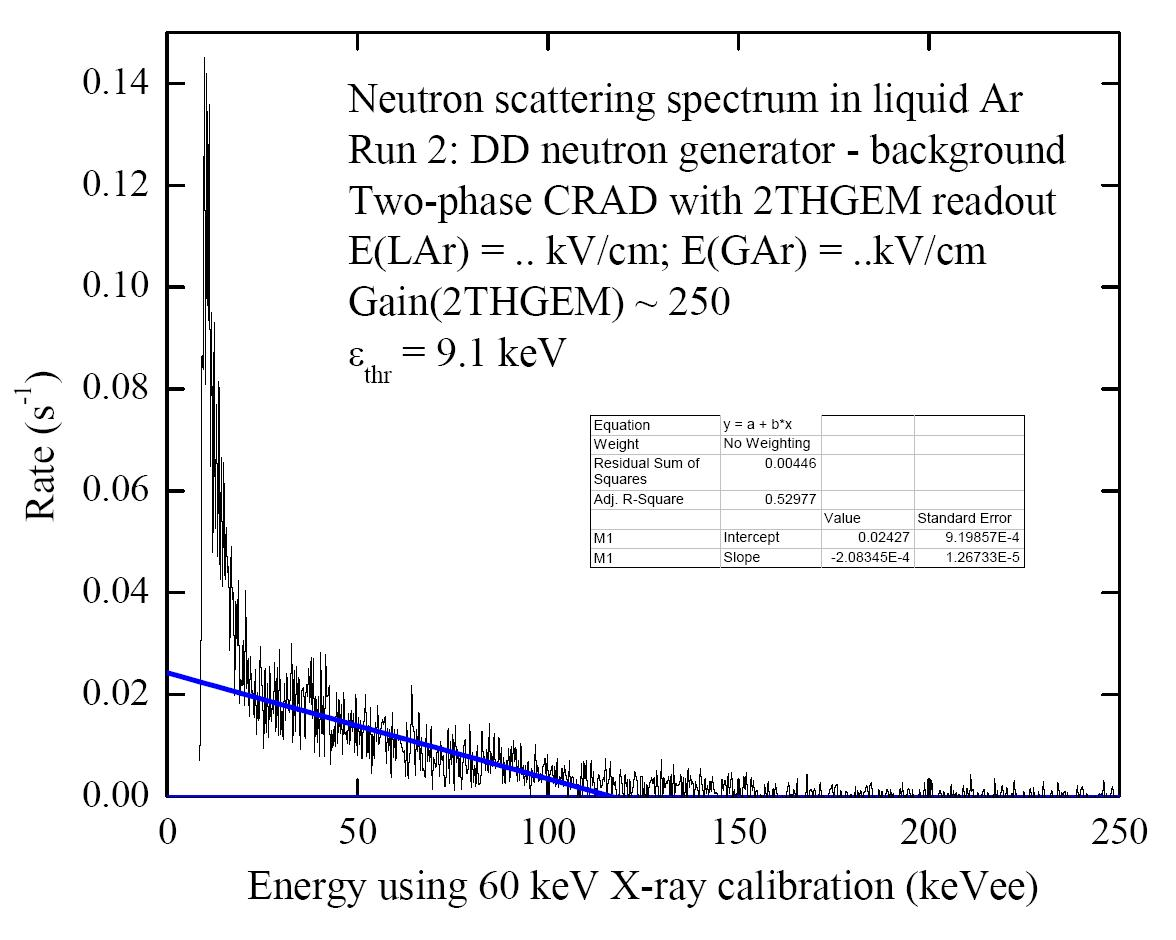 Neutron scattering spectrum in liquid Ar
Run 2: DD neutron generator - background
Two-phase CRAD with 2THGEM readout
E(LAr) = .. kV/cm; E(GAr) = ..kV/cm
Gain(2THGEM) ~ 250
εthr = 9.1 keV
Equation y = a + b*x
Weight No Weighting
Residual Sum of
Squares 0.00446
Adj. R-Square 0.52977
Value Standard Error
M1 Intercept 0.02427 9.19857E-4
M1 Slope -2.08345E-4 1.26733E-5
Rate (s-1)
0.14
0.12
0.10
0.08
0.06
0.04
0.02
0.00
0 50 100 150 200 250
Energy using 60 keV X-ray calibration (keVee)